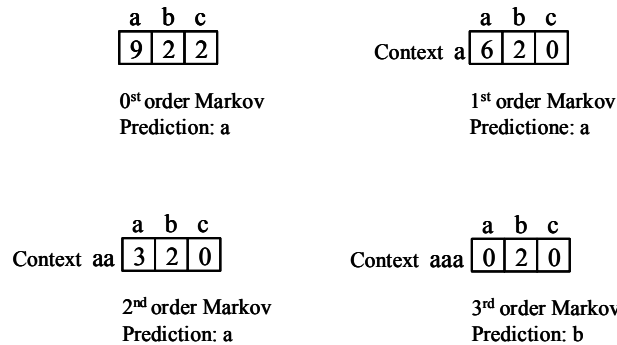 a b c
9 2 2
0st order Markov
Prediction: a
a b c
Context a 6 2 0
1st order Markov
Predictione: a
a b c
Context aa 3 2 0
2nd order Markov
Prediction: a
a b c
Context aaa 0 2 0
3rd order Markov
Prediction: b